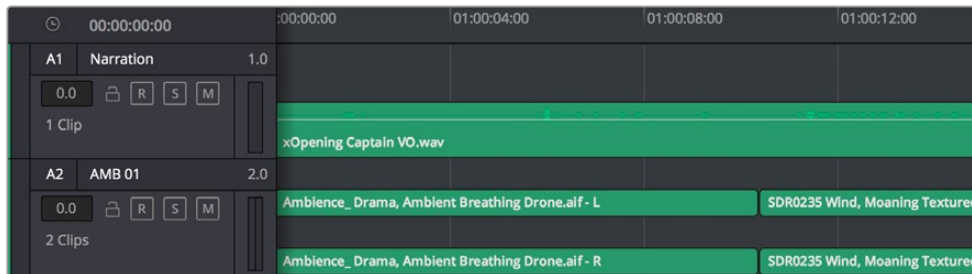 00:00:00:00
:00:00:00 01:00:04:00 01:00:08:00 01:00:12:00
A1 Narration 1.0
0.0 R S M
1 Clip
xOpening Captain VO.wav
A2 AMB 01 2.0
0.0 R S M
2 Clips
Ambience_ Drama, Ambient Breathing Drone.aif - L SDR0235 Wind, Moaning Textured
Ambience_ Drama, Ambient Breathing Drone.aif - R SDR0235 Wind, Moaning Textured